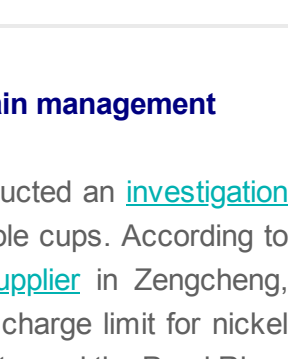 ain management
ucted an investigation
ble cups. According to
upplier in Zengcheng,
charge limit for nickel